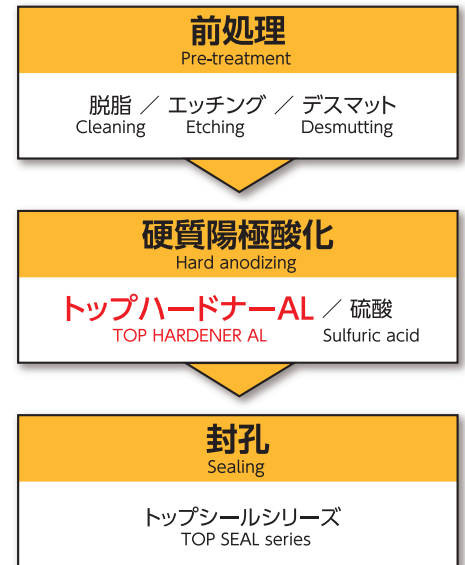 前処理
Pre-treatment
脱脂 ／ エッチング ／ デスマット
Cleaning Etching Desmutting
硬質陽極酸化
Hard anodizing
トップハードナーAL ／ 硫酸
TOP HARDENER AL Sulfuric acid
封孔
Sealing
トップシールシリーズ
TOP SEAL series